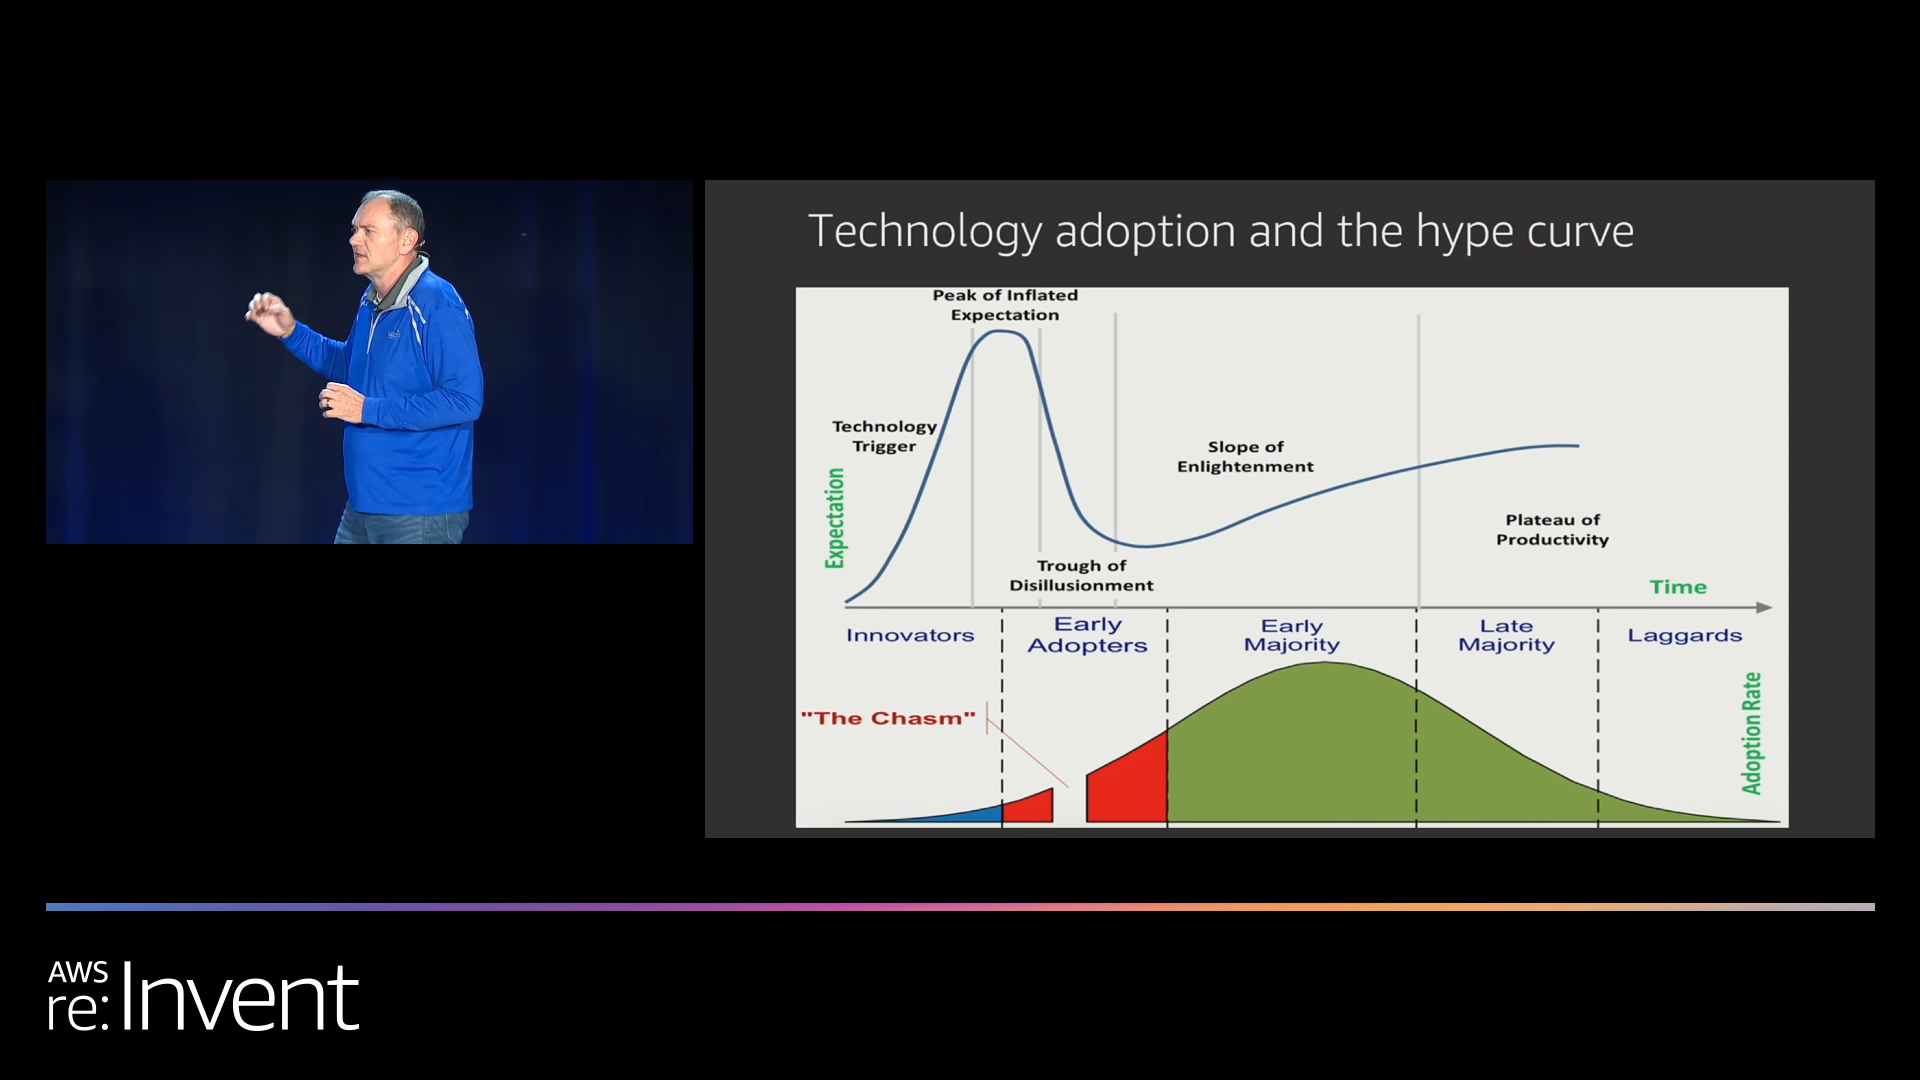 Technology adoption and the hype curve
Peak of Inflated
Expectation
Technology
Trigger
Expectation
Slope of
Enlightenment
Plateau of
Productivity
Trough of
Disillusionment
Time
Innovators
Early
Adopters
Early
Majority
Late
Majority
Laggards
"The Chasm"
Adoption Rate
AWS
re:Invent